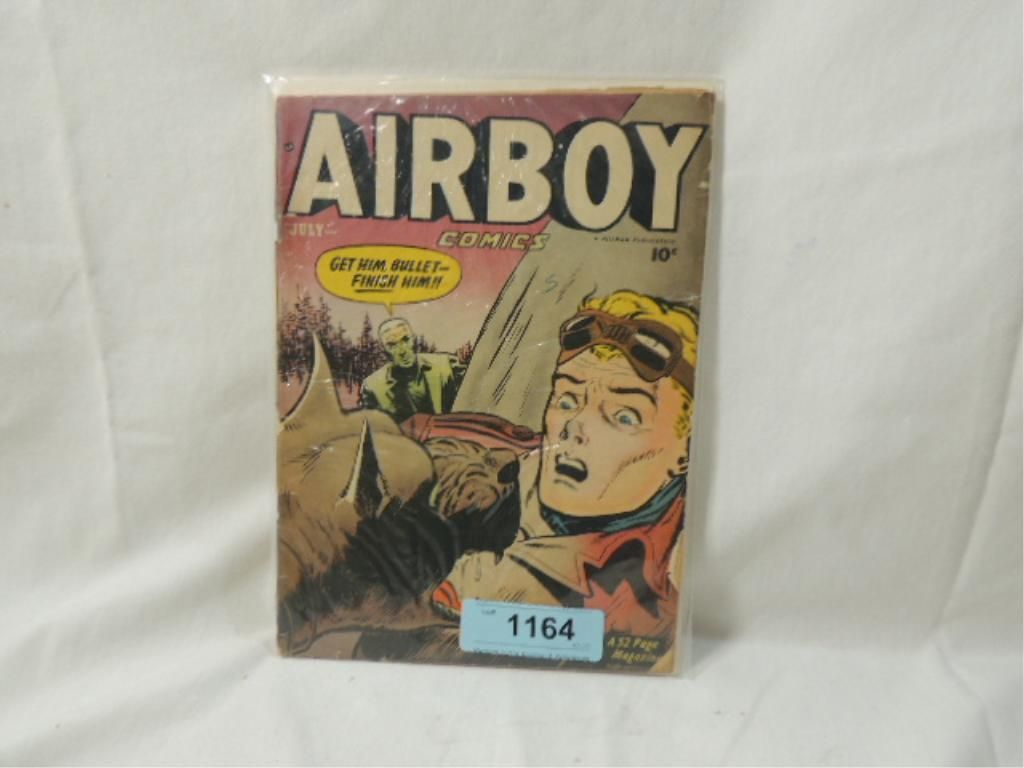 AIRBOY
JULY
COMICS
10¢
GET HIM, BULLET—
FINISH HIM!!
1164
A 52 Page
Magazine